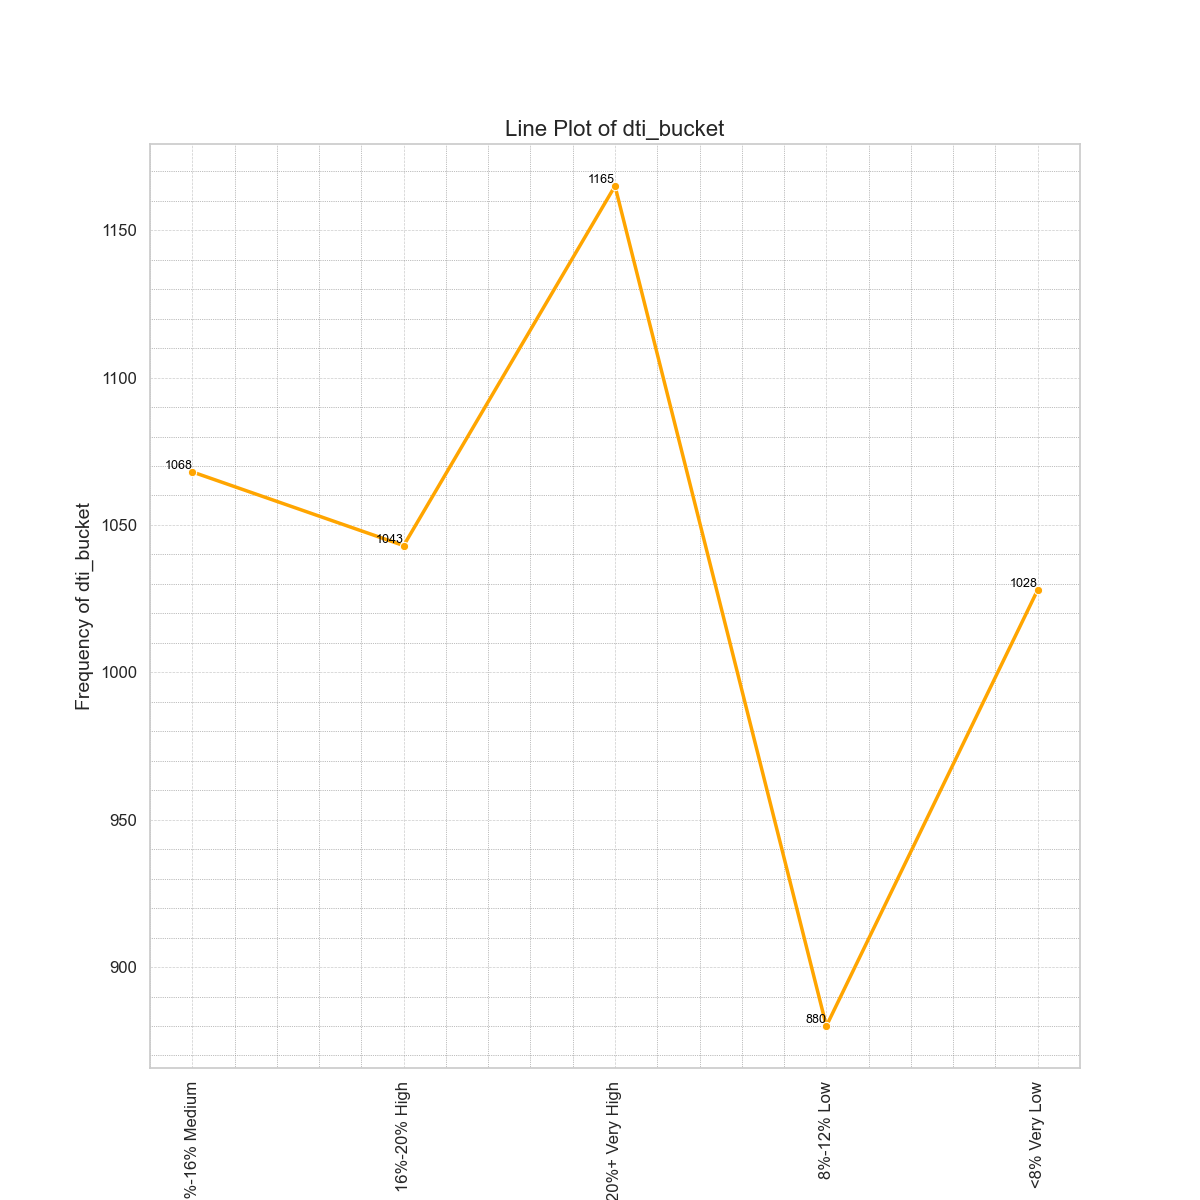 Line Plot of dti_bucket
1165
1150
1100
1068
1050
1043
1028
1000
950
900
880
Frequency of dti_bucket
%-16% Medium
16%-20% High
20%+ Very High
8%-12% Low
<8% Very Low